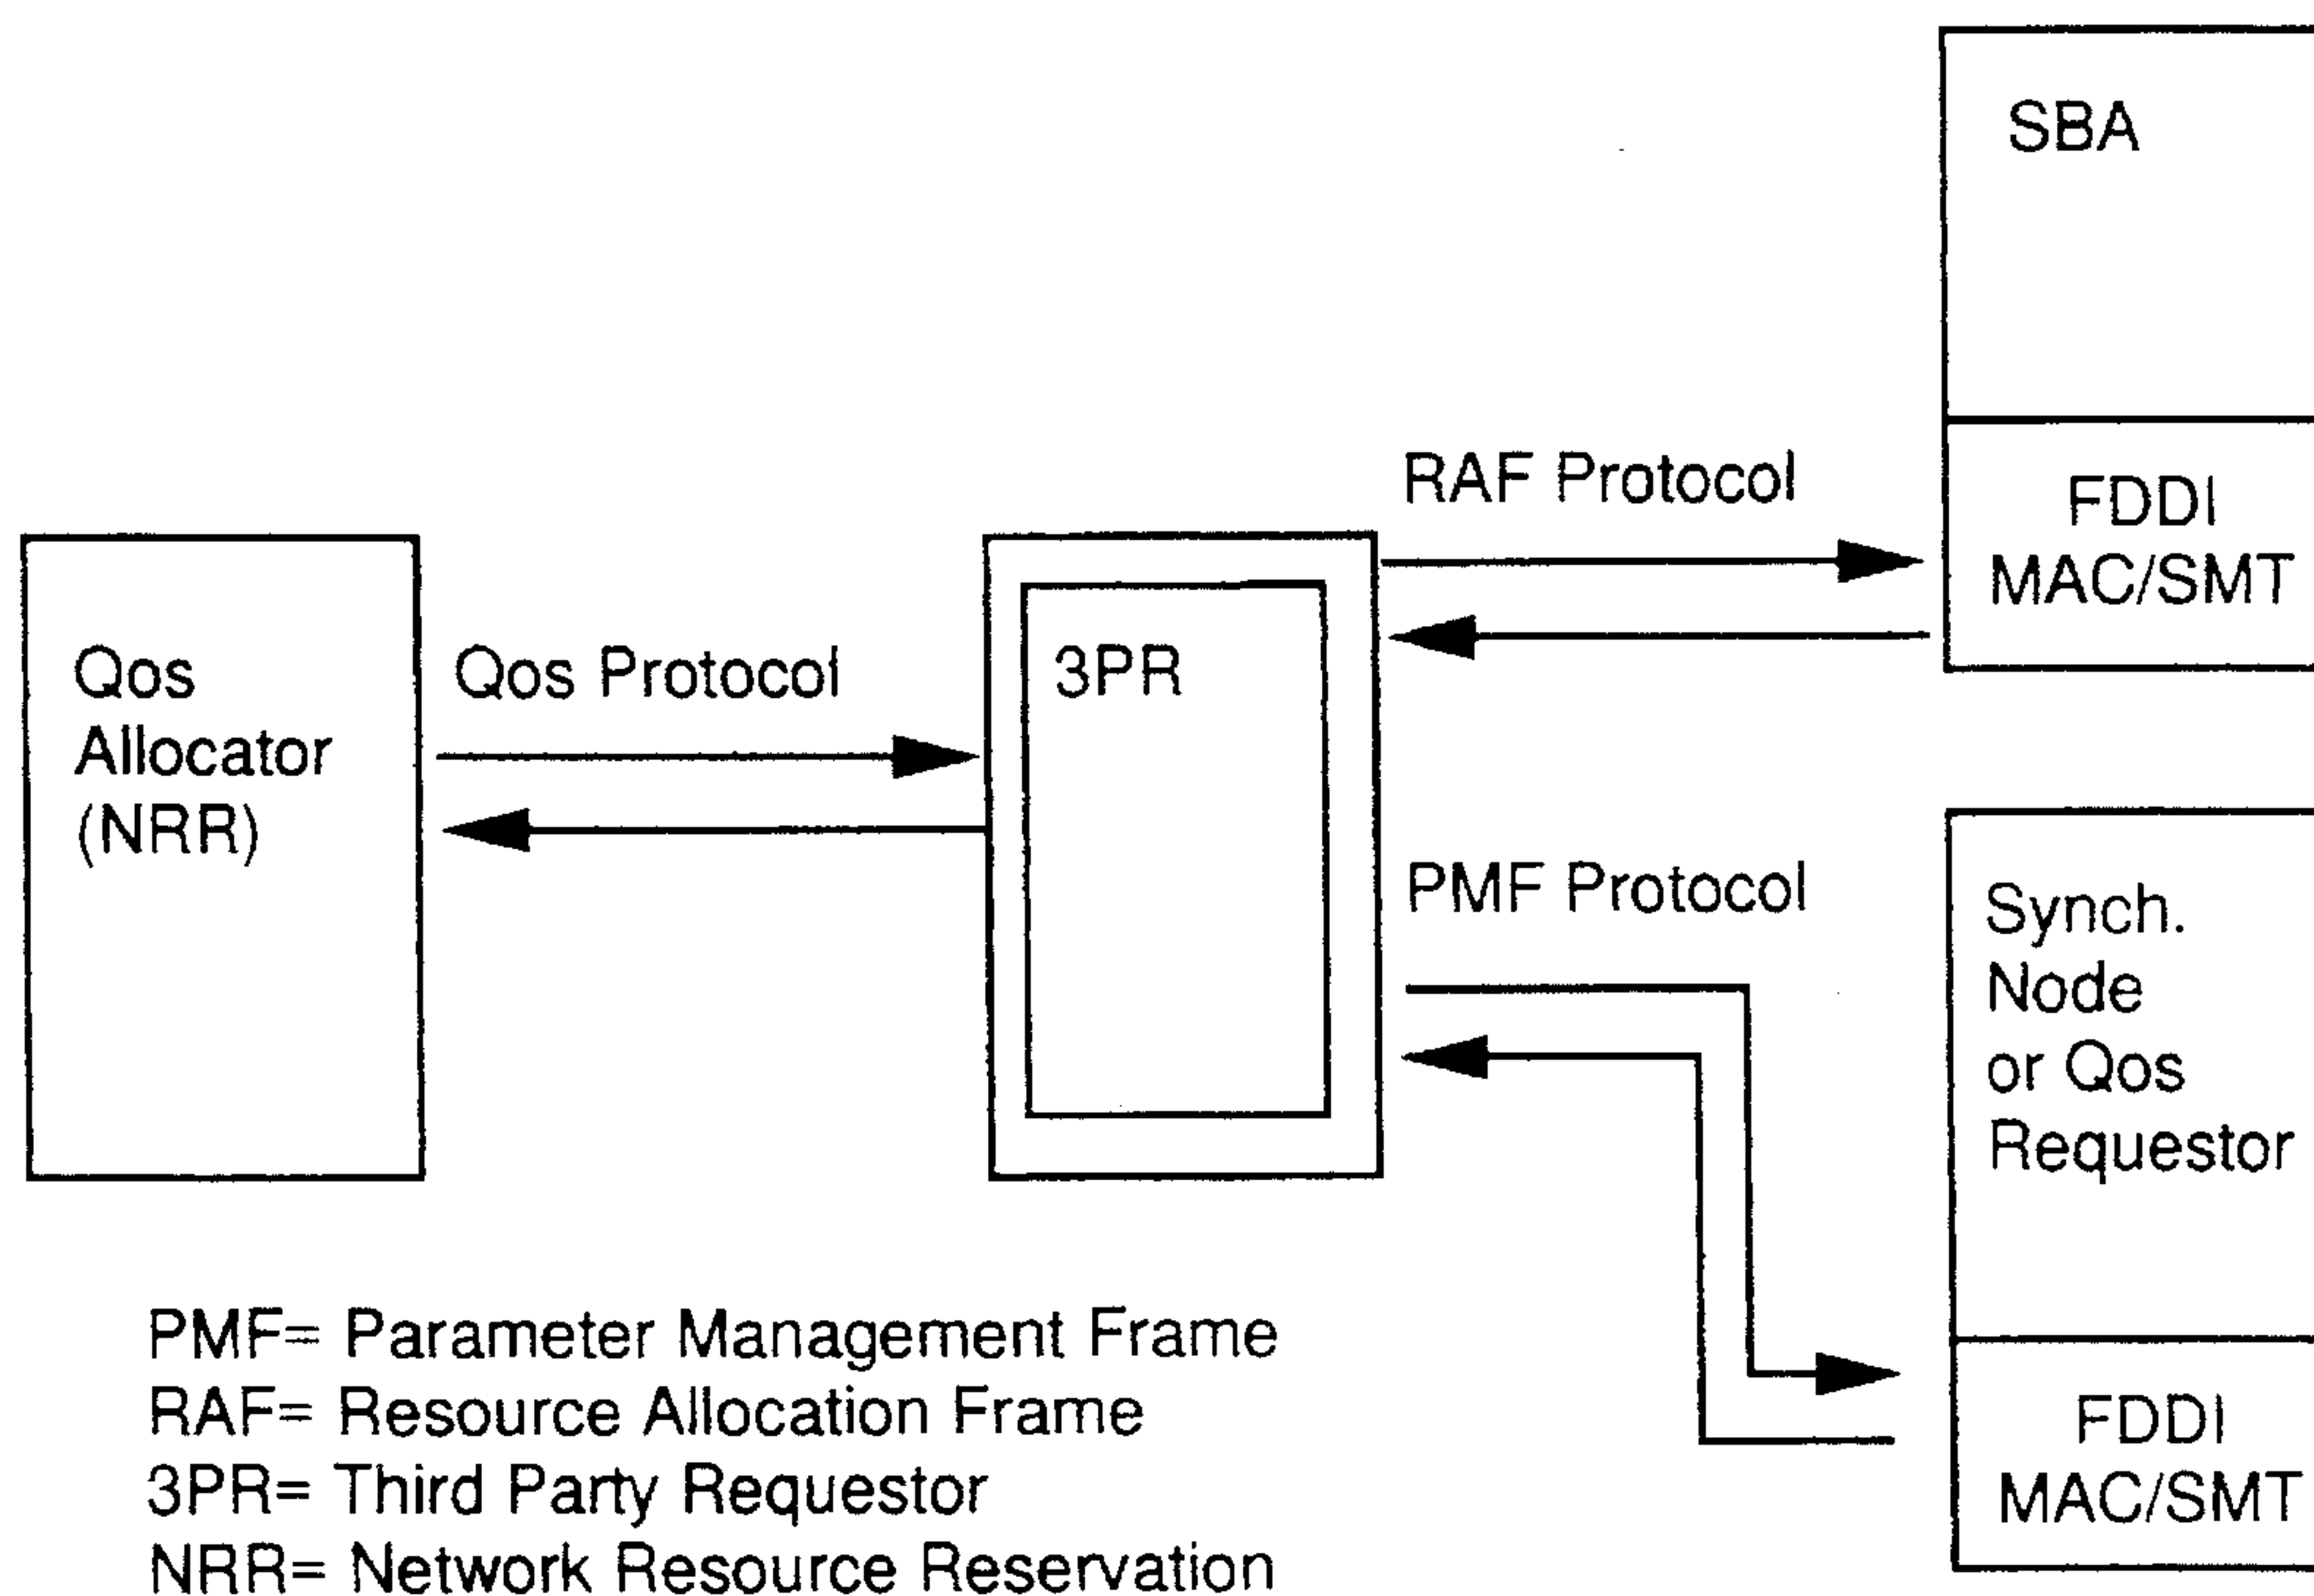 SBA
FDDI
MAC/SMT
RAF Protocol
Qos
Allocator
(NRR)
Qos Protocol
3PR
PMF Protocol
Synch.
Node
or Qos
Requestor
FDDI
MAC/SMT
PMF= Parameter Management Frame
RAF= Resource Allocation Frame
3PR= Third Party Requestor
NRR= Network Resource Reservation